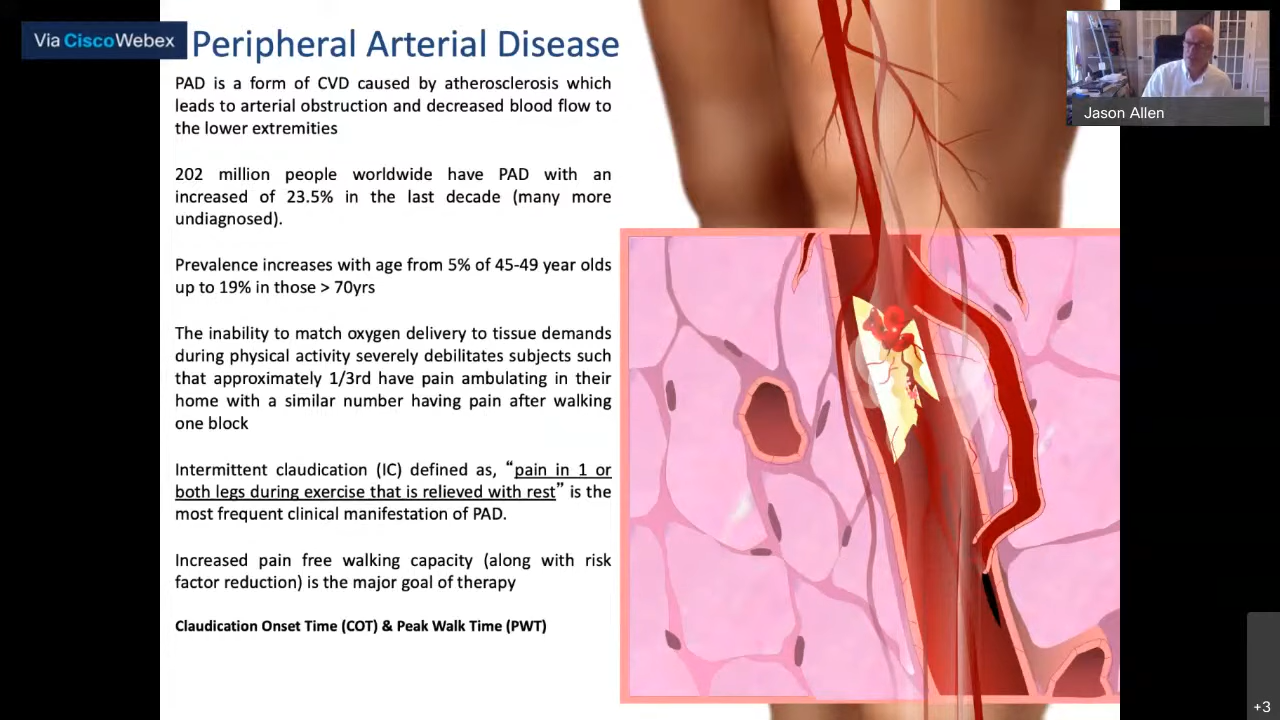 Via CiscoWebex
Peripheral Arterial Disease
PAD is a form of CVD caused by atherosclerosis which
leads to arterial obstruction and decreased blood flow to
the lower extremities
202 million people worldwide have PAD with an
increased of 23.5% in the last decade (many more
undiagnosed).
Prevalence increases with age from 5% of 45-49 year olds
up to 19% in those > 70yrs
The inability to match oxygen delivery to tissue demands
during physical activity severely debilitates subjects such
that approximately 1/3rd have pain ambulating in their
home with a similar number having pain after walking
one block
Intermittent claudication (IC) defined as, “pain in 1 or
both legs during exercise that is relieved with rest” is the
most frequent clinical manifestation of PAD.
Increased pain free walking capacity (along with risk
factor reduction) is the major goal of therapy
Claudication Onset Time (COT) & Peak Walk Time (PWT)
Jason Allen
+3